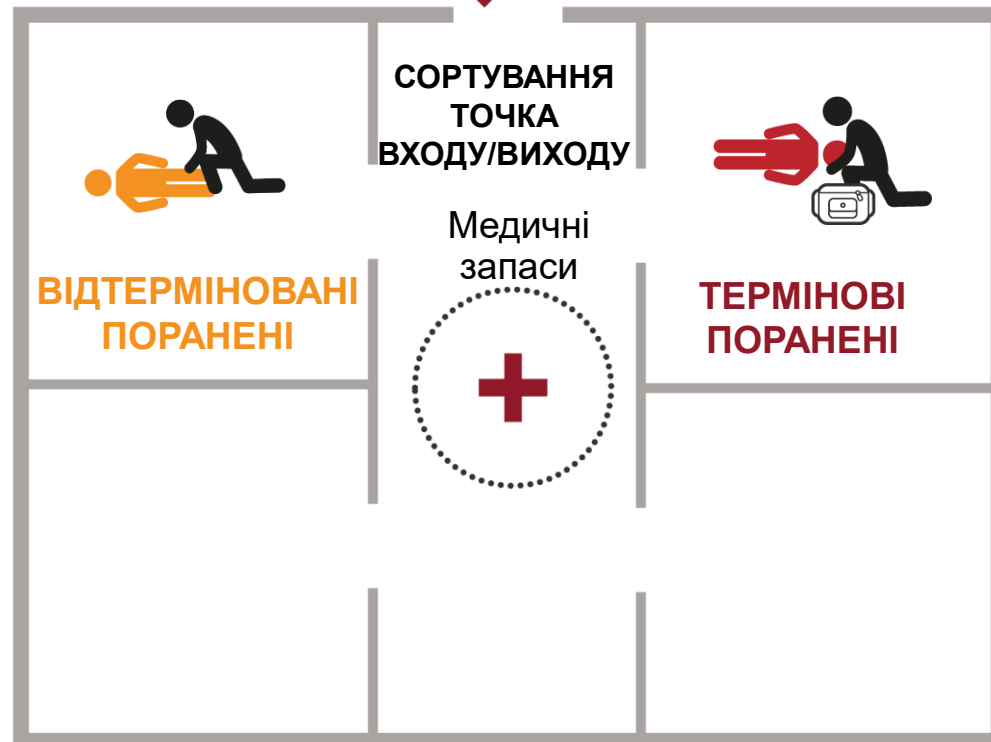 СОРТУВАННЯ
ТОЧКА
ВХОДУ/ВИХОДУ
Медичні
запаси
ВІДТЕРМІНОВАНІ
ПОРАНЕНІ
ТЕРМІНОВІ
ПОРАНЕНІ